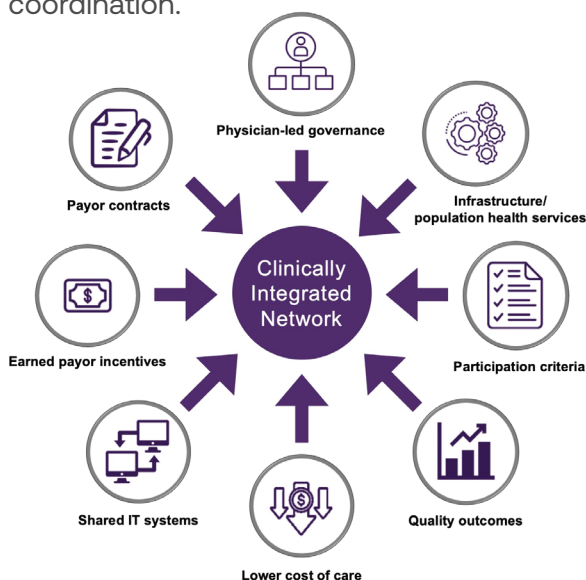 coordination.
Physician-led governance
Payor contracts
Infrastructure/
population health services
Clinically
Integrated
Network
$
Earned payor incentives
Participation criteria
Shared IT systems
$
Quality outcomes
Lower cost of care